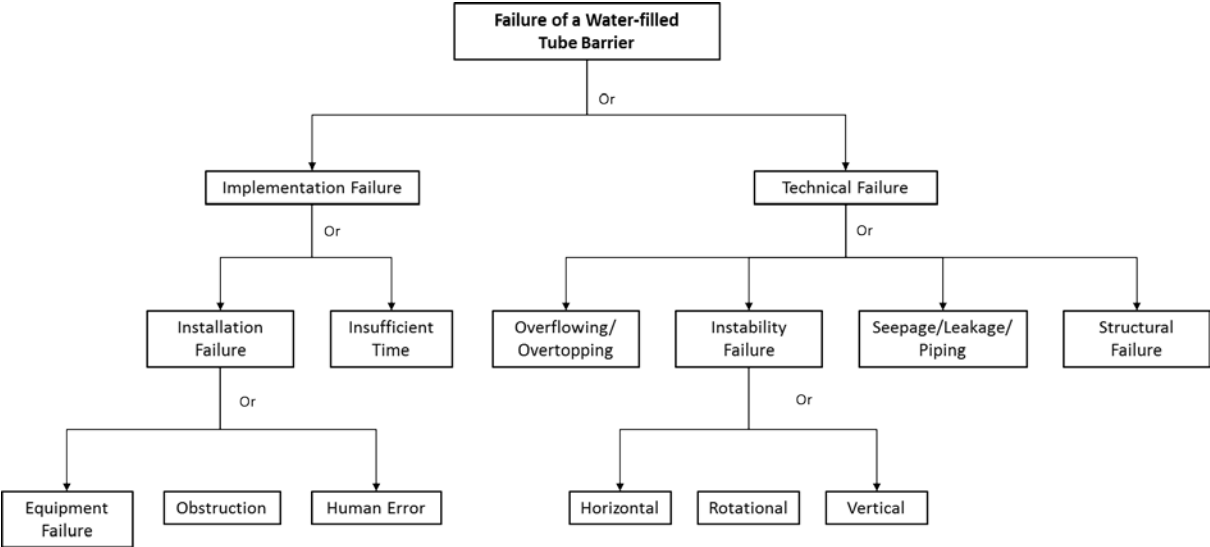 Failure of a Water-filled
Tube Barrier
Or
Implementation Failure
Technical Failure
Or
Or
Installation
Failure
Insufficient
Time
Overflowing/
Overtopping
Instability
Failure
Seepage/Leakage/
Piping
Structural
Failure
Or
Or
Equipment
Failure
Obstruction
Human Error
Horizontal
Rotational
Vertical